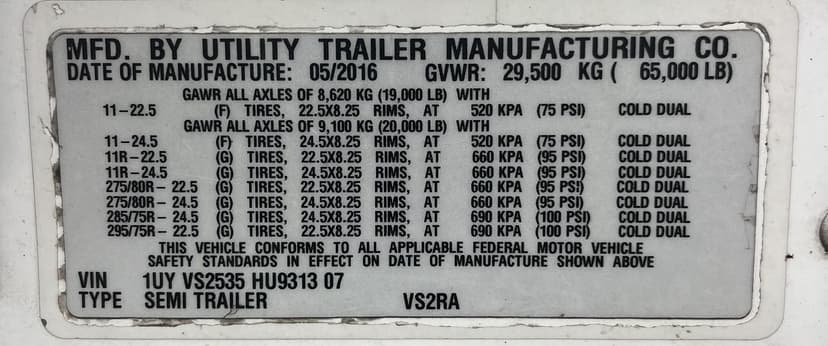 MFD. BY UTILITY TRAILER MANUFACTURING CO.
DATE OF MANUFACTURE: 05/2016 GVWR: 29,500 KG ( 65,000 LB)
GAWR ALL AXLES OF 8,620 KG (19,000 LB) WITH
11-22.5 (F) TIRES, 22.5X8.25 RIMS, AT 520 KPA (75 PSI) COLD DUAL
GAWR ALL AXLES OF 9,100 KG (20,000 LB) WITH
11-24.5 (F) TIRES, 24.5X8.25 RIMS, AT 520 KPA (75 PSI) COLD DUAL
11R-22.5 (G) TIRES, 22.5X8.25 RIMS, AT 660 KPA (95 PSI) COLD DUAL
11R-24.5 (G) TIRES, 24.5X8.25 RIMS, AT 660 KPA (95 PSI) COLD DUAL
275/80R- 22.5 (G) TIRES, 22.5X8.25 RIMS, AT 660 KPA (95 PSI) COLD DUAL
275/80R- 24.5 (G) TIRES, 24.5X8.25 RIMS, AT 660 KPA (95 PSI) COLD DUAL
285/75R- 24.5 (G) TIRES, 24.5X8.25 RIMS, AT 690 KPA (100 PSI) COLD DUAL
295/75R- 22.5 (G) TIRES, 22.5X8.25 RIMS, AT 690 KPA (100 PSI) COLD DUAL
THIS VEHICLE CONFORMS TO ALL APPLICABLE FEDERAL MOTOR VEHICLE
SAFETY STANDARDS IN EFFECT ON DATE OF MANUFACTURE SHOWN ABOVE
VIN 1UY VS2535 HU9313 07
TYPE SEMI TRAILER VS2RA